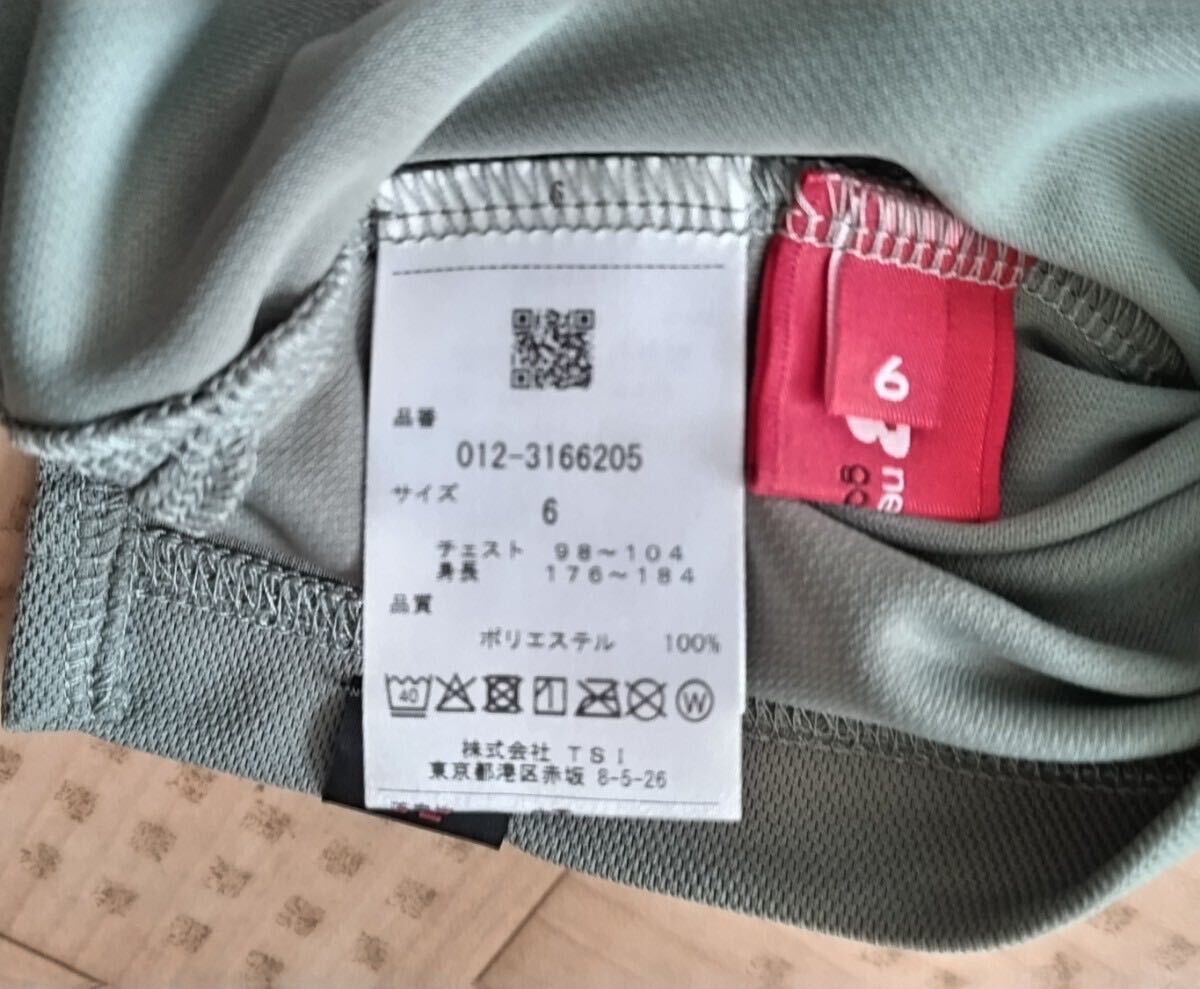 6
品番
012-3166205
サイズ
6
チェスト 98～104
身長 176～184
品質
ポリエステル 100%
40
W
株式会社 TSI
東京都港区赤坂 8-5-26
6
ne
go